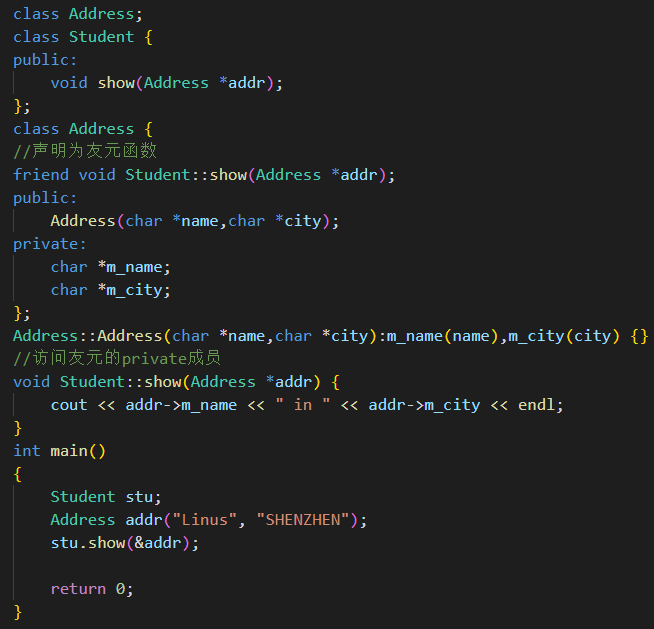 class Address;
class Student {
public:
    void show(Address *addr);
};
class Address {
//声明为友元函数
friend void Student::show(Address *addr);
public:
    Address(char *name,char *city);
private:
    char *m_name;
    char *m_city;
};
Address::Address(char *name,char *city):m_name(name),m_city(city) {}
//访问友元的private成员
void Student::show(Address *addr) {
    cout << addr->m_name << " in " << addr->m_city << endl;
}
int main()
{
    Student stu;
    Address addr("Linus", "SHENZHEN");
    stu.show(&addr);

    return 0;
}